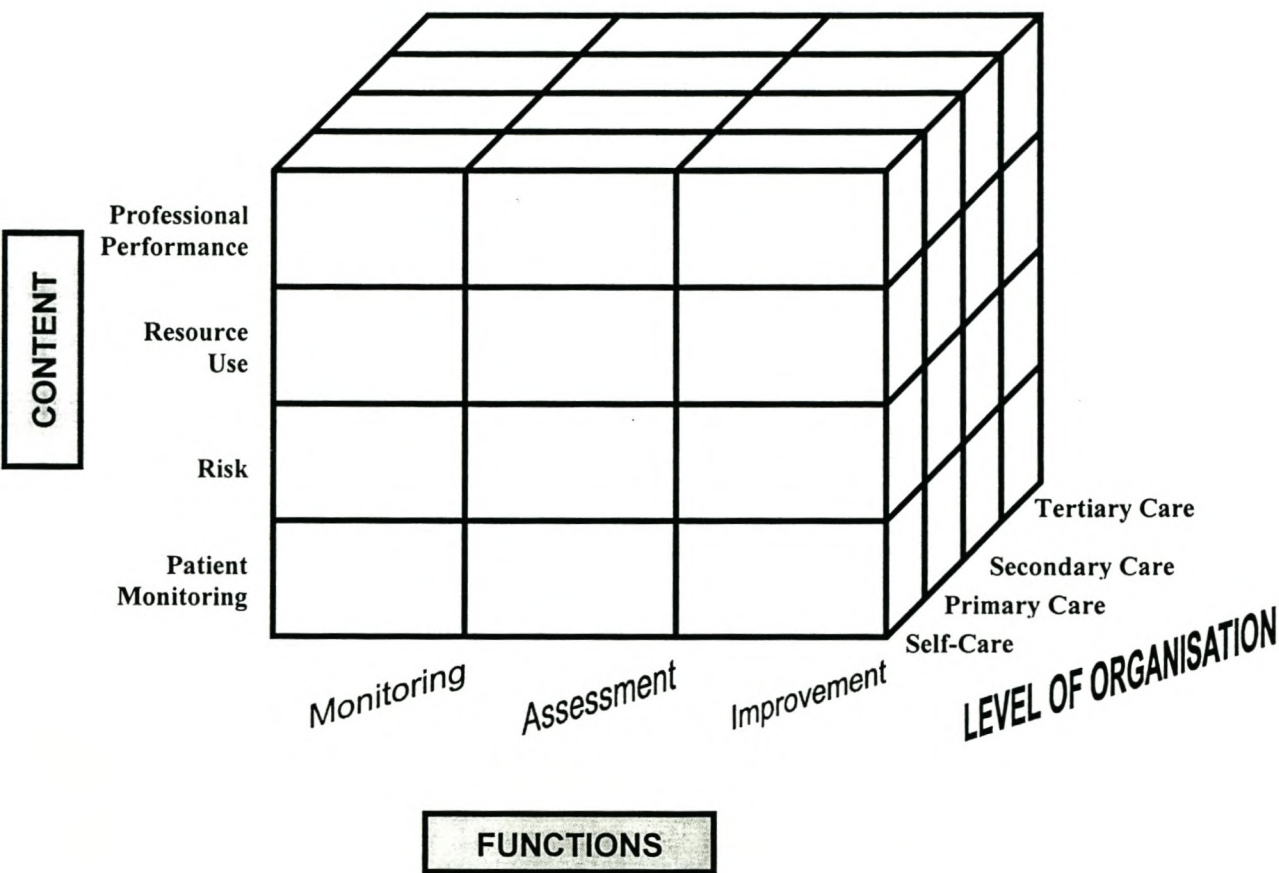 CONTENT
Professional
Performance
Resource
Use
Risk
Patient
Monitoring
Monitoring
Assessment
Improvement
Self-Care
Primary Care
Secondary Care
Tertiary Care
LEVEL OF ORGANISATION
FUNCTIONS